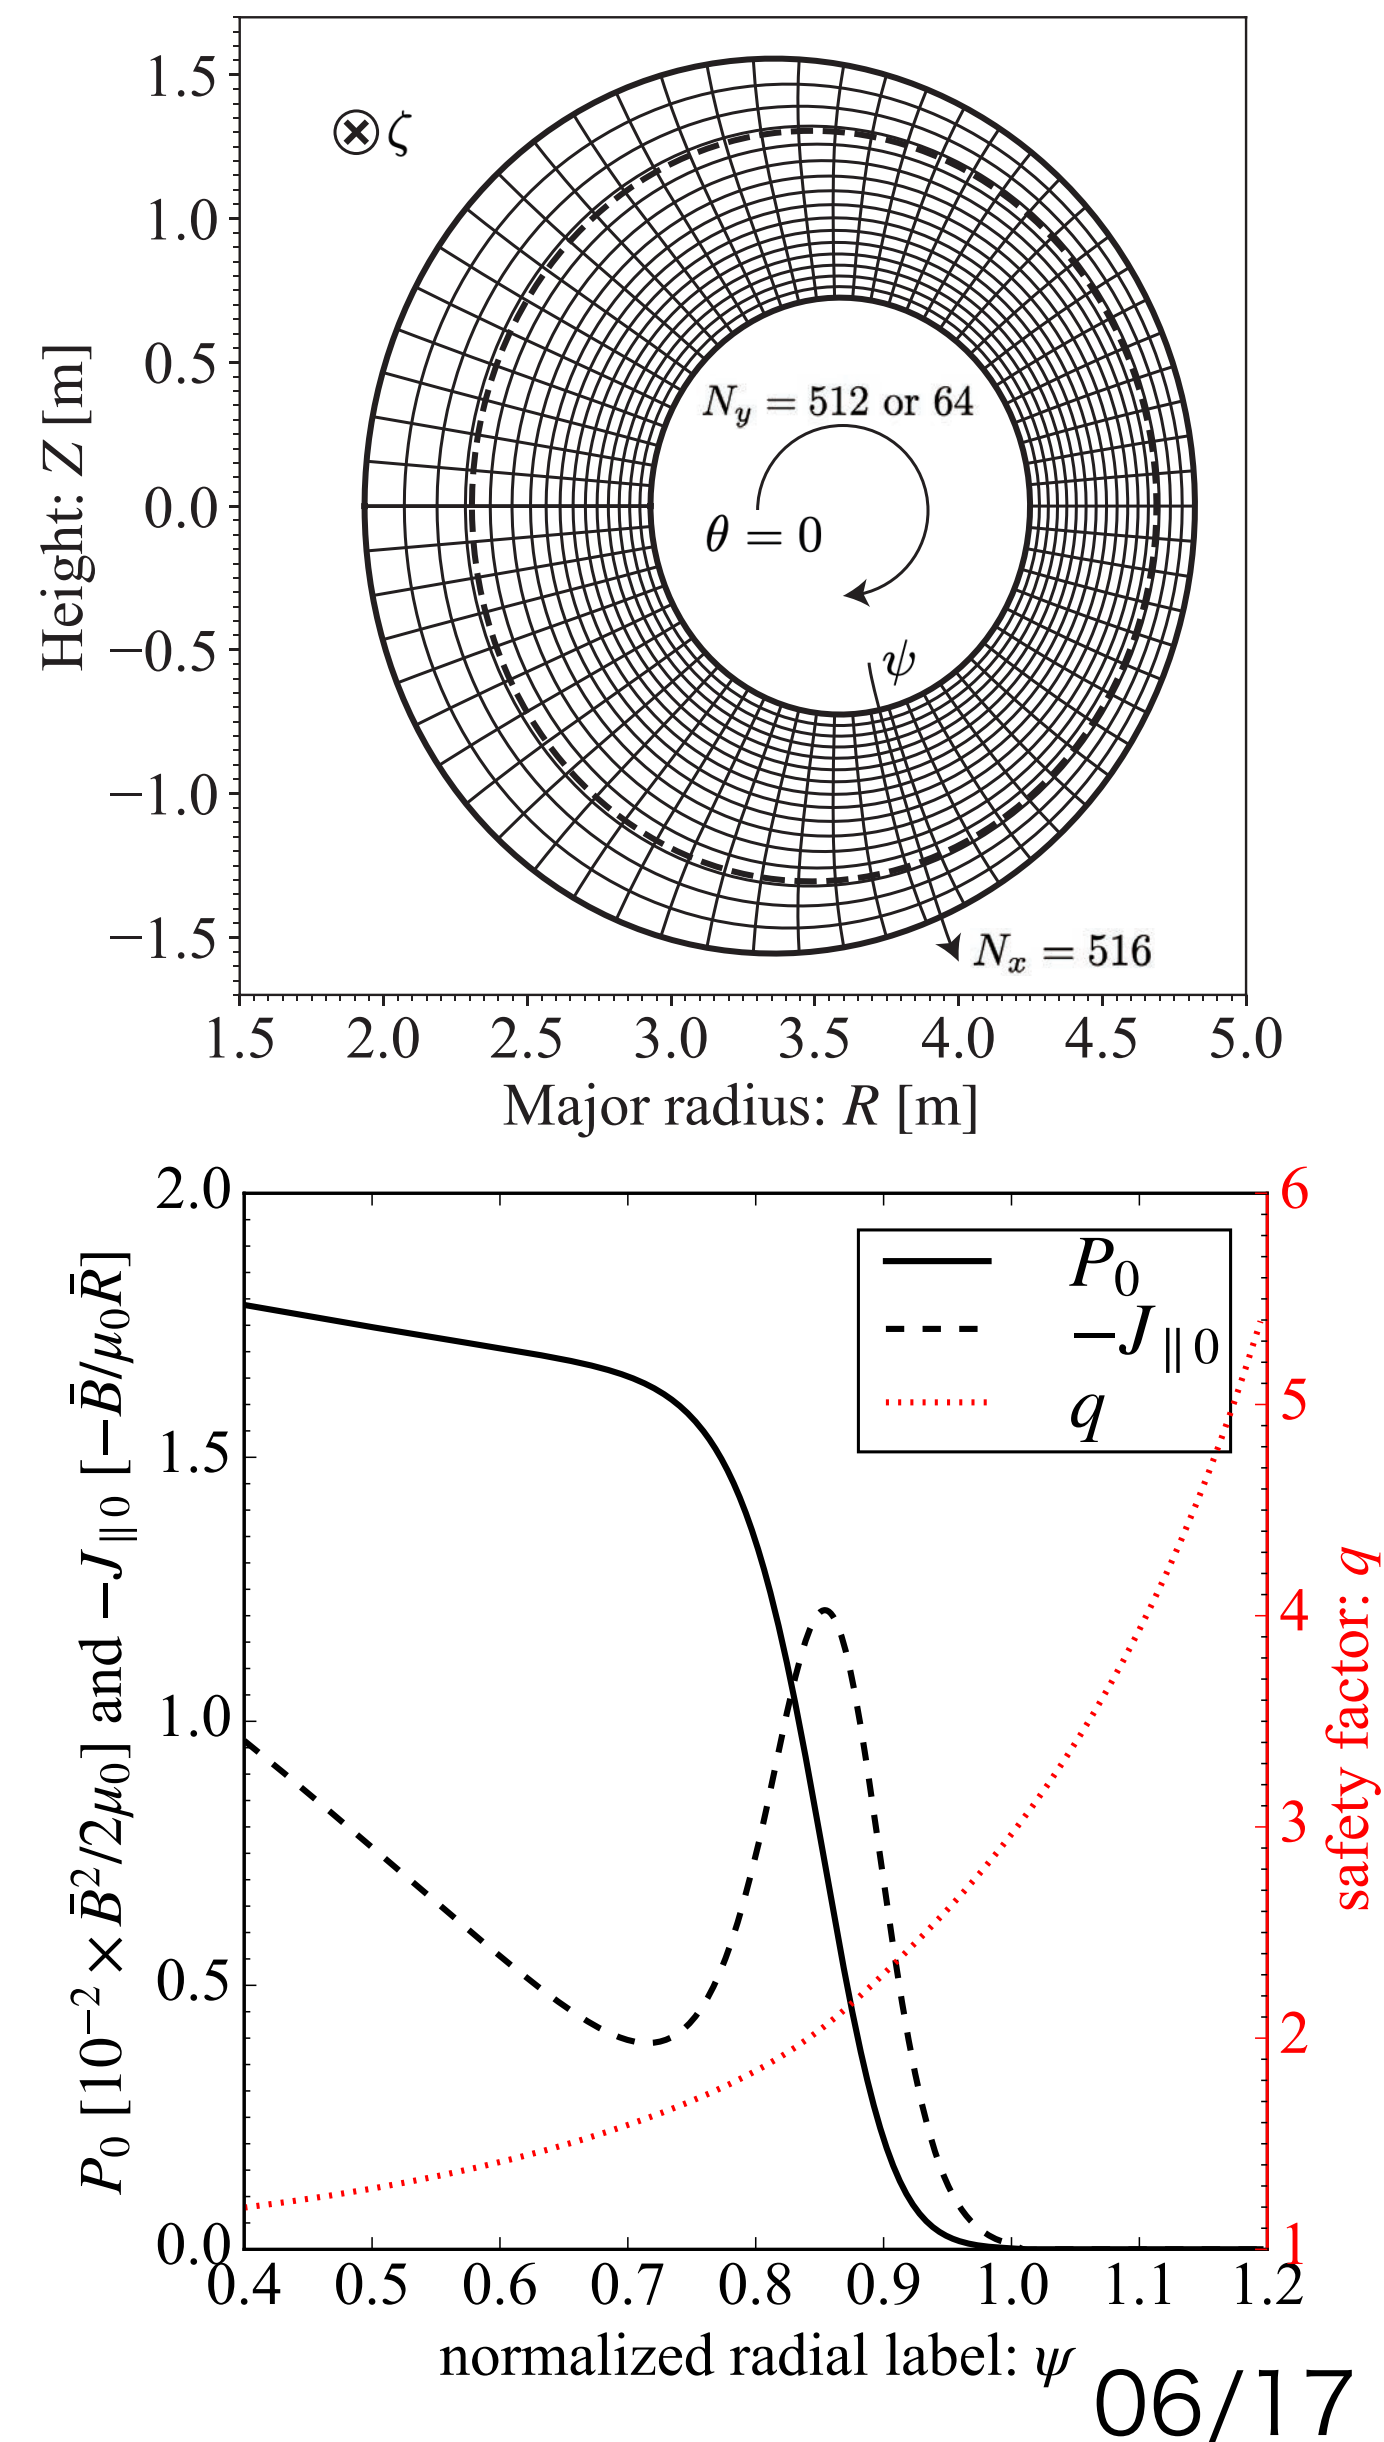 1.5
1.0
0.5
0.0
−0.5
−1.0
−1.5
Height: Z [m]
ζ
N_y = 512 or 64
θ = 0
ψ
N_x = 516
1.5 2.0 2.5 3.0 3.5 4.0 4.5 5.0
Major radius: R [m]
2.0
1.5
1.0
0.5
0.0
P_0 [10^{−2} × B̄^2/2μ_0] and −J_{∥0} [−B̄/μ_0R̄]
P_0
−J_{∥0}
q
6
5
4
3
2
1
safety factor: q
0.4 0.5 0.6 0.7 0.8 0.9 1.0 1.1 1.2
normalized radial label: ψ
06/17